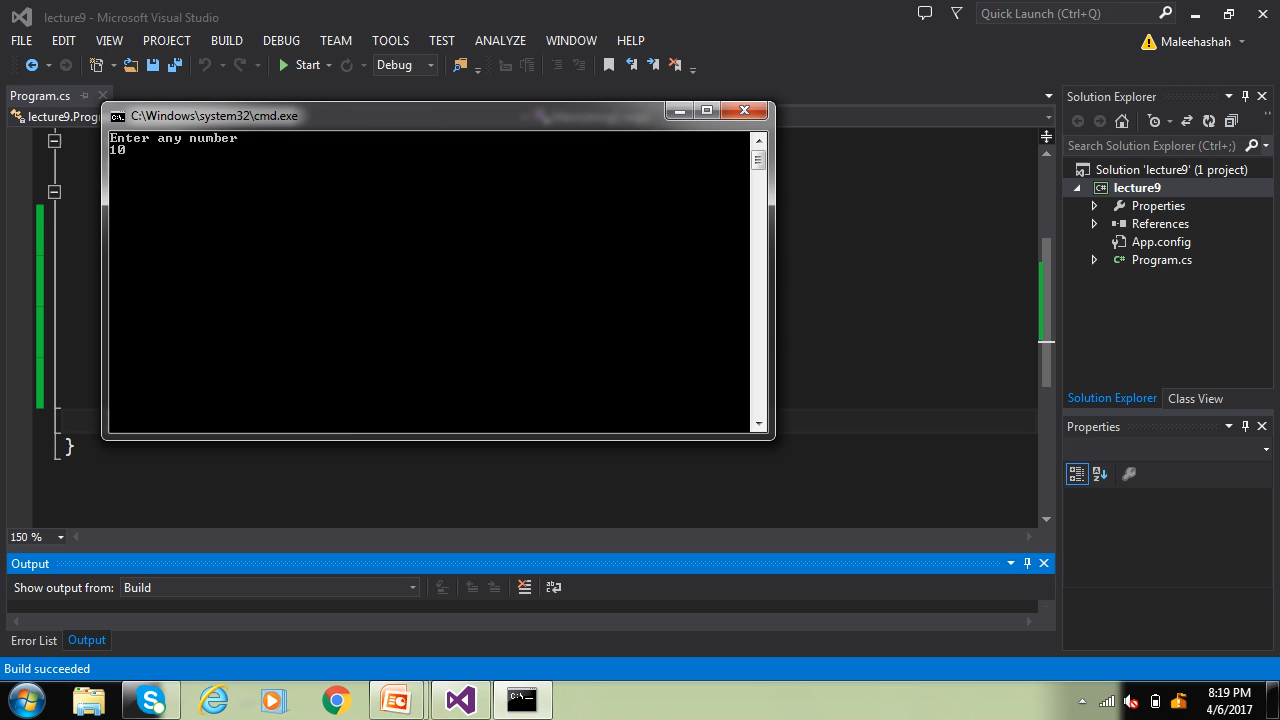 lecture9 - Microsoft Visual Studio
Quick Launch (Ctrl+Q)
FILE EDIT VIEW PROJECT BUILD DEBUG TEAM TOOLS TEST ANALYZE WINDOW HELP
Maleehashah
Start Debug
Program.cs
lecture9.Prog
C:\Windows\system32\cmd.exe
Enter any number
10
}
150 %
Solution Explorer
Search Solution Explorer (Ctrl+;)
Solution 'lecture9' (1 project)
C# lecture9
Properties
References
App.config
C# Program.cs
Solution Explorer Class View
Properties
Output
Show output from: Build
Error List Output
Build succeeded
8:19 PM
4/6/2017